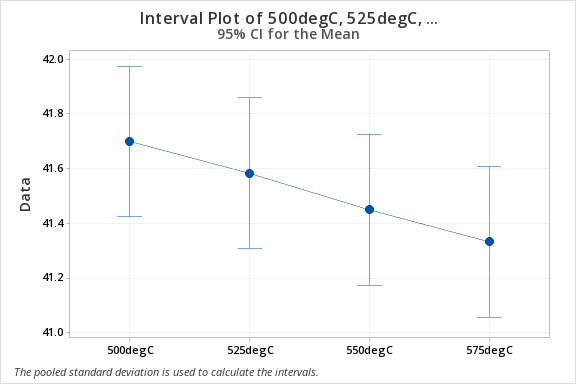 Interval Plot of 500degC, 525degC, ...
95% CI for the Mean
42.0
41.8
41.6
41.4
41.2
41.0
Data
500degC 525degC 550degC 575degC
The pooled standard deviation is used to calculate the intervals.